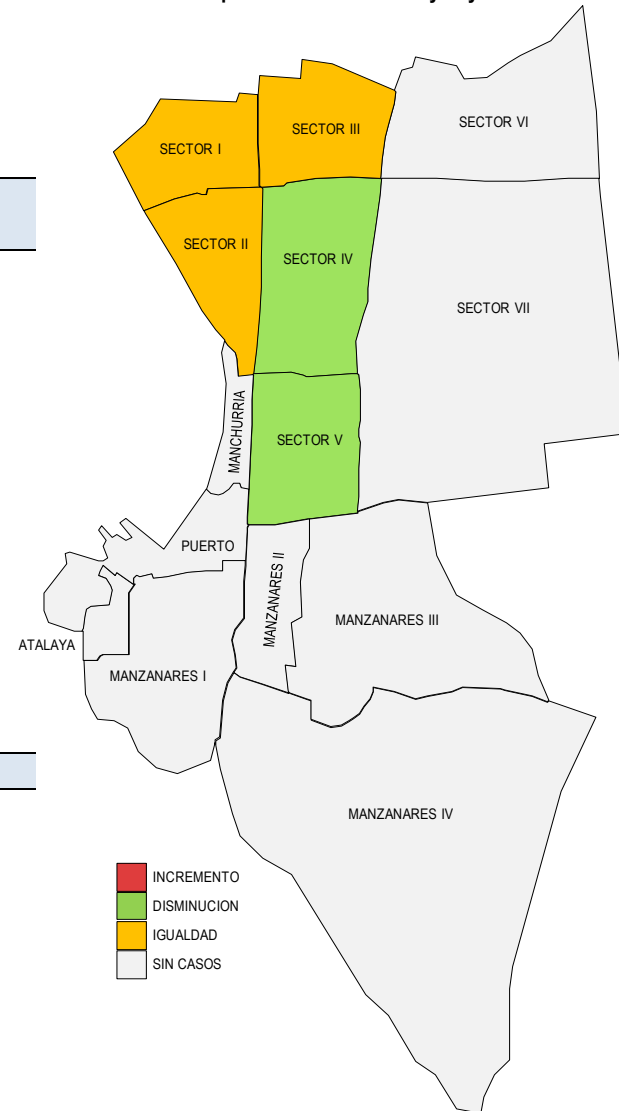 SECTOR VI
SECTOR III
SECTOR I
SECTOR II
SECTOR IV
SECTOR VII
MANCHURRIA
SECTOR V
PUERTO
MANZANARES II
MANZANARES III
ATALAYA
MANZANARES I
MANZANARES IV
INCREMENTO
DISMINUCION
IGUALDAD
SIN CASOS